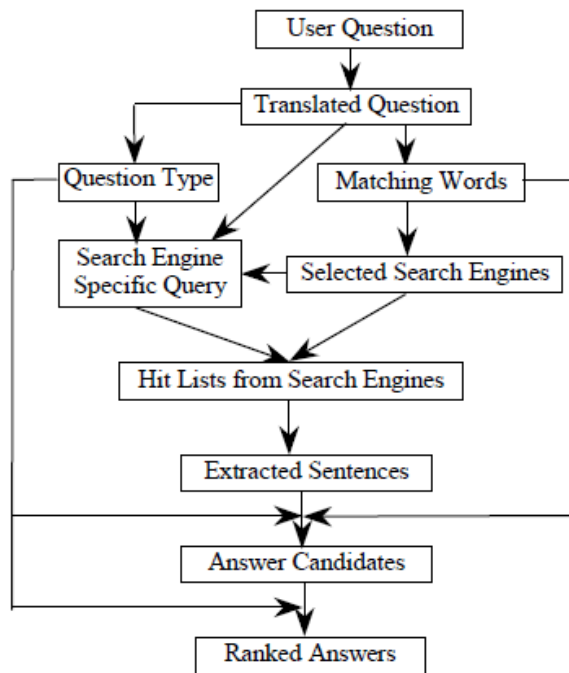 User Question
Translated Question
Question Type
Matching Words
Search Engine
Specific Query
Selected Search Engines
Hit Lists from Search Engines
Extracted Sentences
Answer Candidates
Ranked Answers